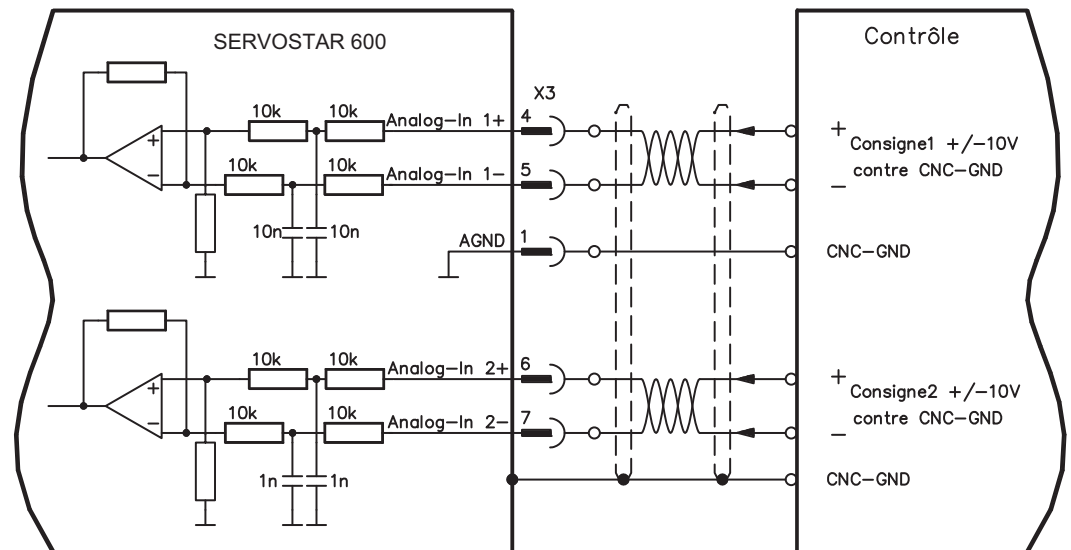 SERVOSTAR 600
Contrôle
X3
10k
10k
Analog-In 1+
4
+
+
Consigne1 +/-10V
contre CNC-GND
-
10k
10k
Analog-In 1-
5
-
10n
10n
AGND
1
CNC-GND
10k
10k
Analog-In 2+
6
+
+
Consigne2 +/-10V
contre CNC-GND
-
10k
10k
Analog-In 2-
7
-
1n
1n
CNC-GND